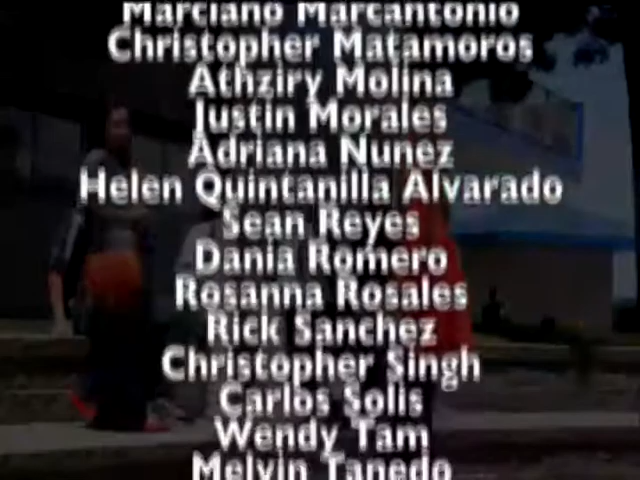 Marciano Marcantonio
Christopher Matamoros
Athziry Molina
Justin Morales
Adriana Nunez
Helen Quintanilla Alvarado
Sean Reyes
Dania Romero
Rosanna Rosales
Rick Sanchez
Christopher Singh
Carlos Solis
Wendy Tam
Melvin Tanedo